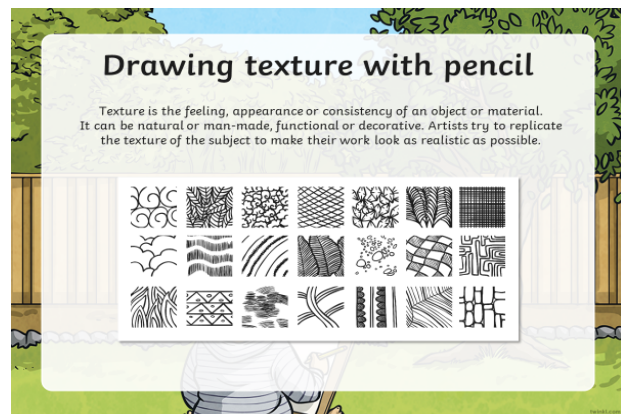 Drawing texture with pencil
Texture is the feeling, appearance or consistency of an object or material.
It can be natural or man-made, functional or decorative. Artists try to replicate
the texture of the subject to make their work look as realistic as possible.